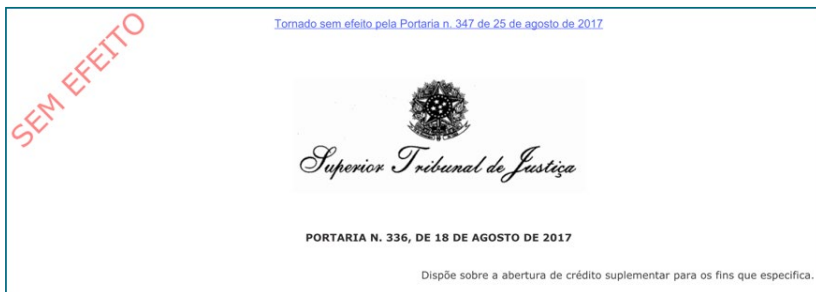 Tornado sem efeito pela Portaria n. 347 de 25 de agosto de 2017
SEM EFEITO
Superior Tribunal de Justiça
PORTARIA N. 336, DE 18 DE AGOSTO DE 2017
Dispõe sobre a abertura de crédito suplementar para os fins que especifica.